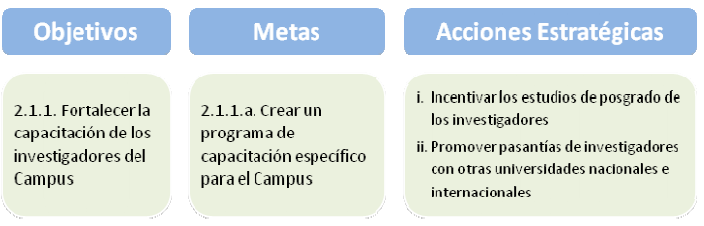 Objetivos
Metas
Acciones Estratégicas
2.1.1. Fortalecer la
capacitación de los
investigadores del
Campus
2.1.1.a. Crear un
programa de
capacitación específico
para el Campus
i. Incentivar los estudios de posgrado de
los investigadores
ii. Promover pasantías de investigadores
con otras universidades nacionales e
internacionales